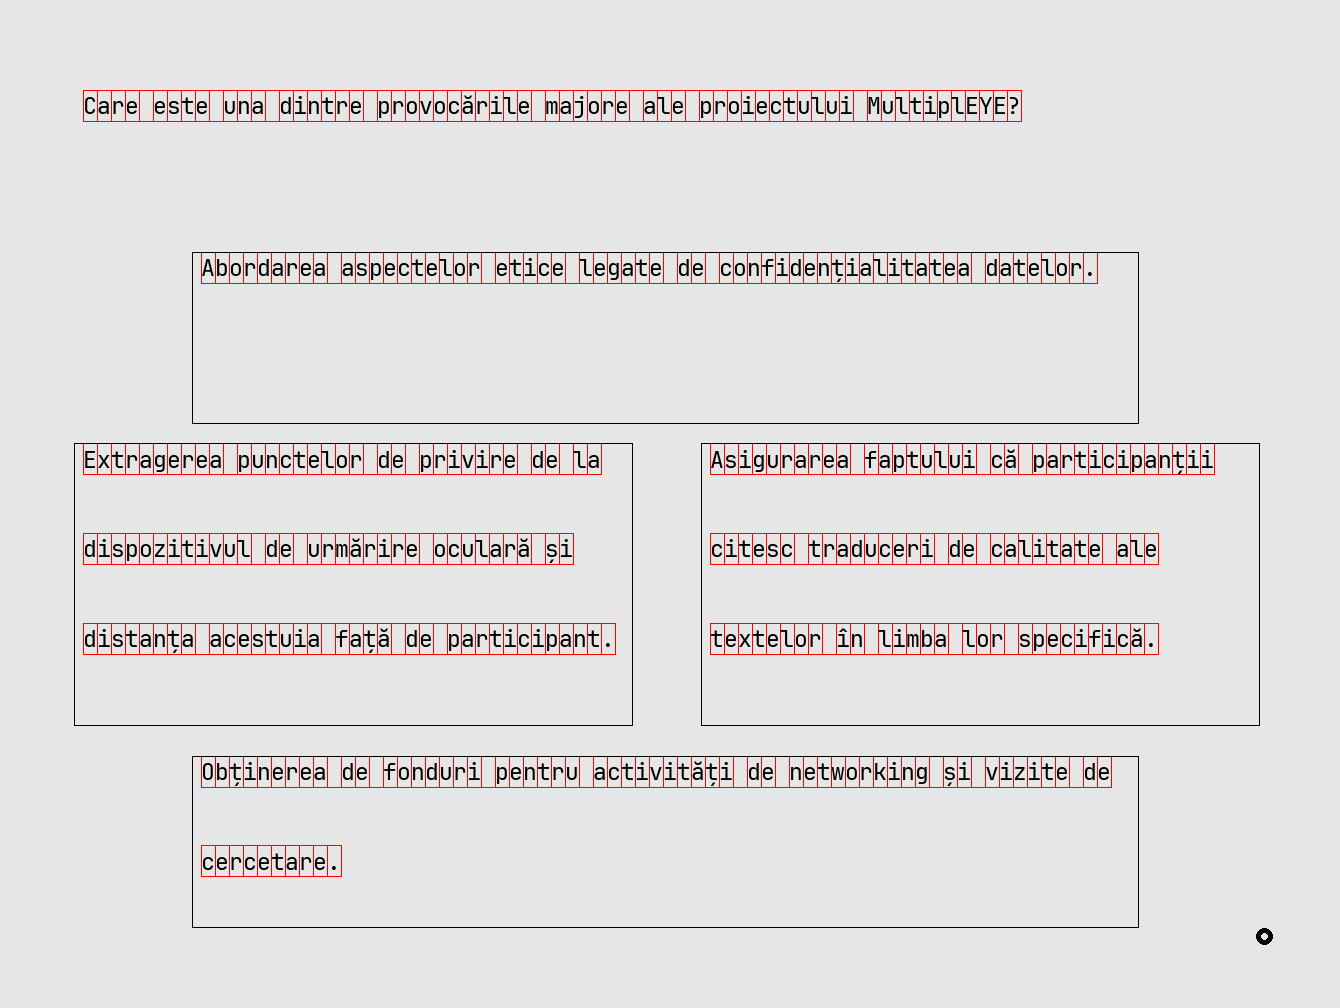 Care este una dintre provocările majore ale proiectului MultiplEYE?
Abordarea aspectelor etice legate de confidențialitatea datelor.
Extragerea punctelor de privire de la
dispozitivul de urmărire oculară și
distanța acestuia față de participant.
Asigurarea faptului că participanții
citesc traduceri de calitate ale
textelor în limba lor specifică.
Obținerea de fonduri pentru activități de networking și vizite de
cercetare.